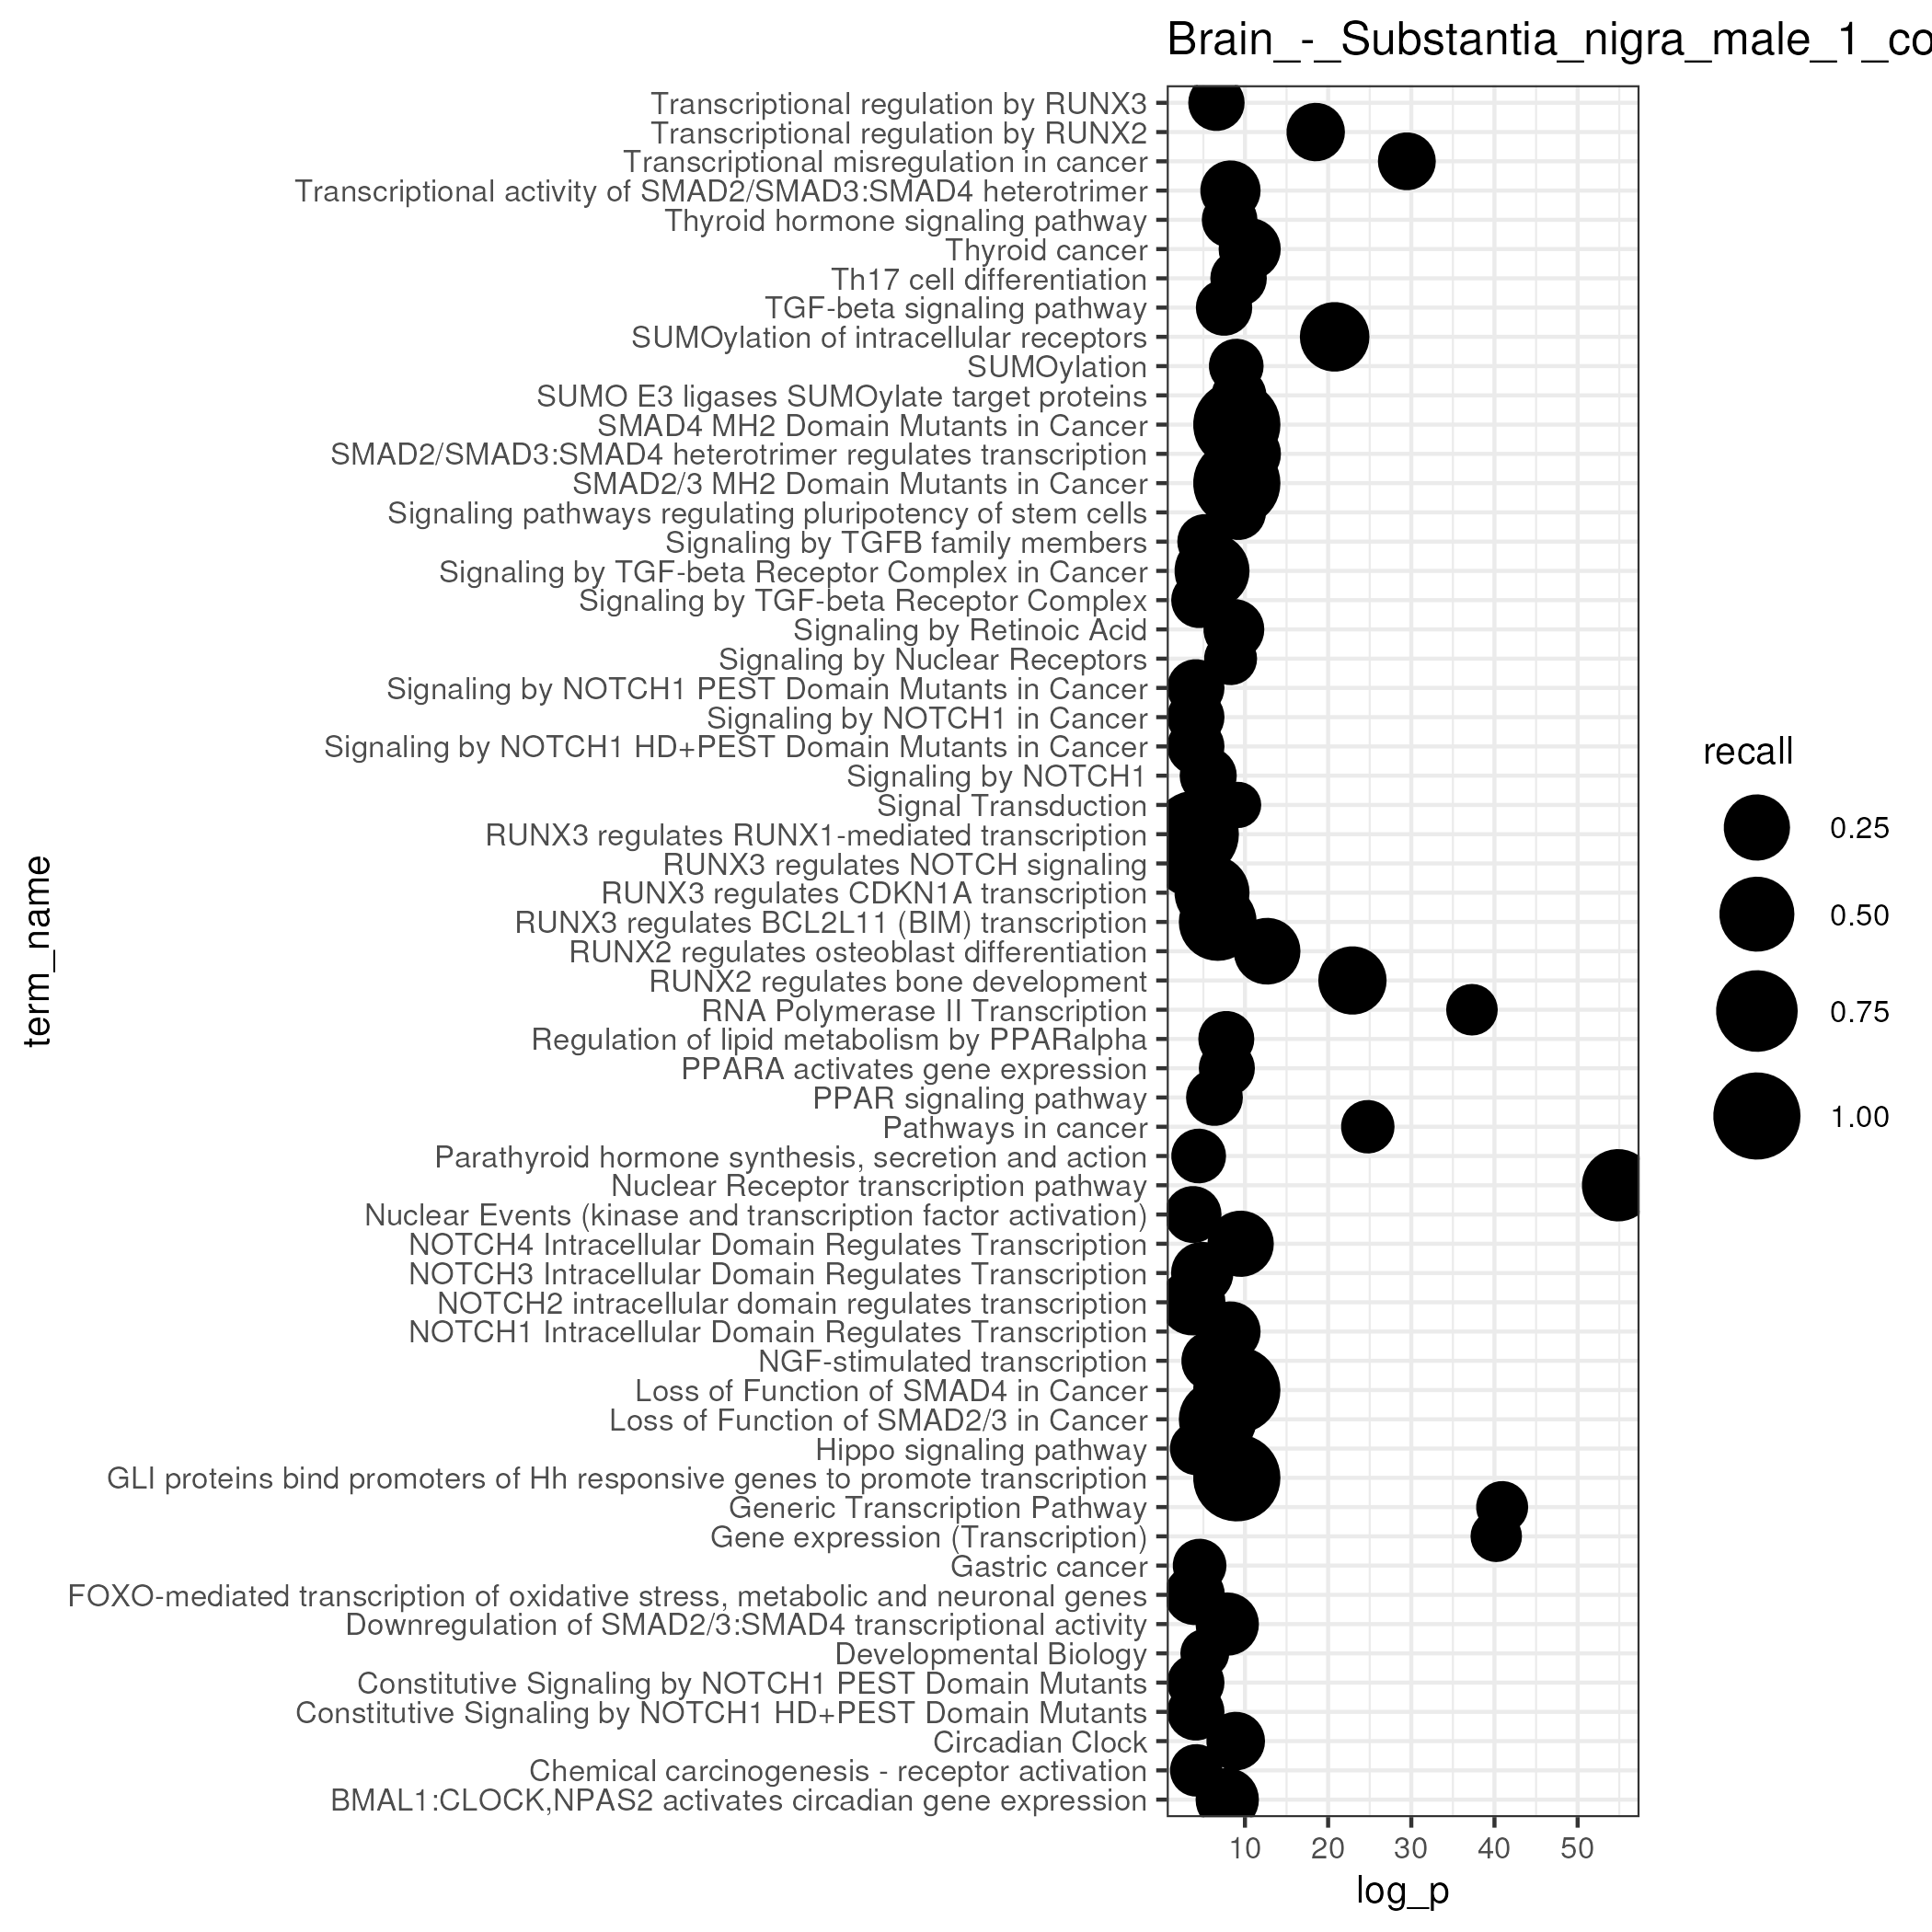 Brain_-_Substantia_nigra_male_1_co
term_name
Transcriptional regulation by RUNX3
Transcriptional regulation by RUNX2
Transcriptional misregulation in cancer
Transcriptional activity of SMAD2/SMAD3:SMAD4 heterotrimer
Thyroid hormone signaling pathway
Thyroid cancer
Th17 cell differentiation
TGF-beta signaling pathway
SUMOylation of intracellular receptors
SUMOylation
SUMO E3 ligases SUMOylate target proteins
SMAD4 MH2 Domain Mutants in Cancer
SMAD2/SMAD3:SMAD4 heterotrimer regulates transcription
SMAD2/3 MH2 Domain Mutants in Cancer
Signaling pathways regulating pluripotency of stem cells
Signaling by TGFB family members
Signaling by TGF-beta Receptor Complex in Cancer
Signaling by TGF-beta Receptor Complex
Signaling by Retinoic Acid
Signaling by Nuclear Receptors
Signaling by NOTCH1 PEST Domain Mutants in Cancer
Signaling by NOTCH1 in Cancer
Signaling by NOTCH1 HD+PEST Domain Mutants in Cancer
Signaling by NOTCH1
Signal Transduction
RUNX3 regulates RUNX1-mediated transcription
RUNX3 regulates NOTCH signaling
RUNX3 regulates CDKN1A transcription
RUNX3 regulates BCL2L11 (BIM) transcription
RUNX2 regulates osteoblast differentiation
RUNX2 regulates bone development
RNA Polymerase II Transcription
Regulation of lipid metabolism by PPARalpha
PPARA activates gene expression
PPAR signaling pathway
Pathways in cancer
Parathyroid hormone synthesis, secretion and action
Nuclear Receptor transcription pathway
Nuclear Events (kinase and transcription factor activation)
NOTCH4 Intracellular Domain Regulates Transcription
NOTCH3 Intracellular Domain Regulates Transcription
NOTCH2 intracellular domain regulates transcription
NOTCH1 Intracellular Domain Regulates Transcription
NGF-stimulated transcription
Loss of Function of SMAD4 in Cancer
Loss of Function of SMAD2/3 in Cancer
Hippo signaling pathway
GLI proteins bind promoters of Hh responsive genes to promote transcription
Generic Transcription Pathway
Gene expression (Transcription)
Gastric cancer
FOXO-mediated transcription of oxidative stress, metabolic and neuronal genes
Downregulation of SMAD2/3:SMAD4 transcriptional activity
Developmental Biology
Constitutive Signaling by NOTCH1 PEST Domain Mutants
Constitutive Signaling by NOTCH1 HD+PEST Domain Mutants
Circadian Clock
Chemical carcinogenesis - receptor activation
BMAL1:CLOCK,NPAS2 activates circadian gene expression
10 20 30 40 50
log_p
recall
0.25
0.50
0.75
1.00